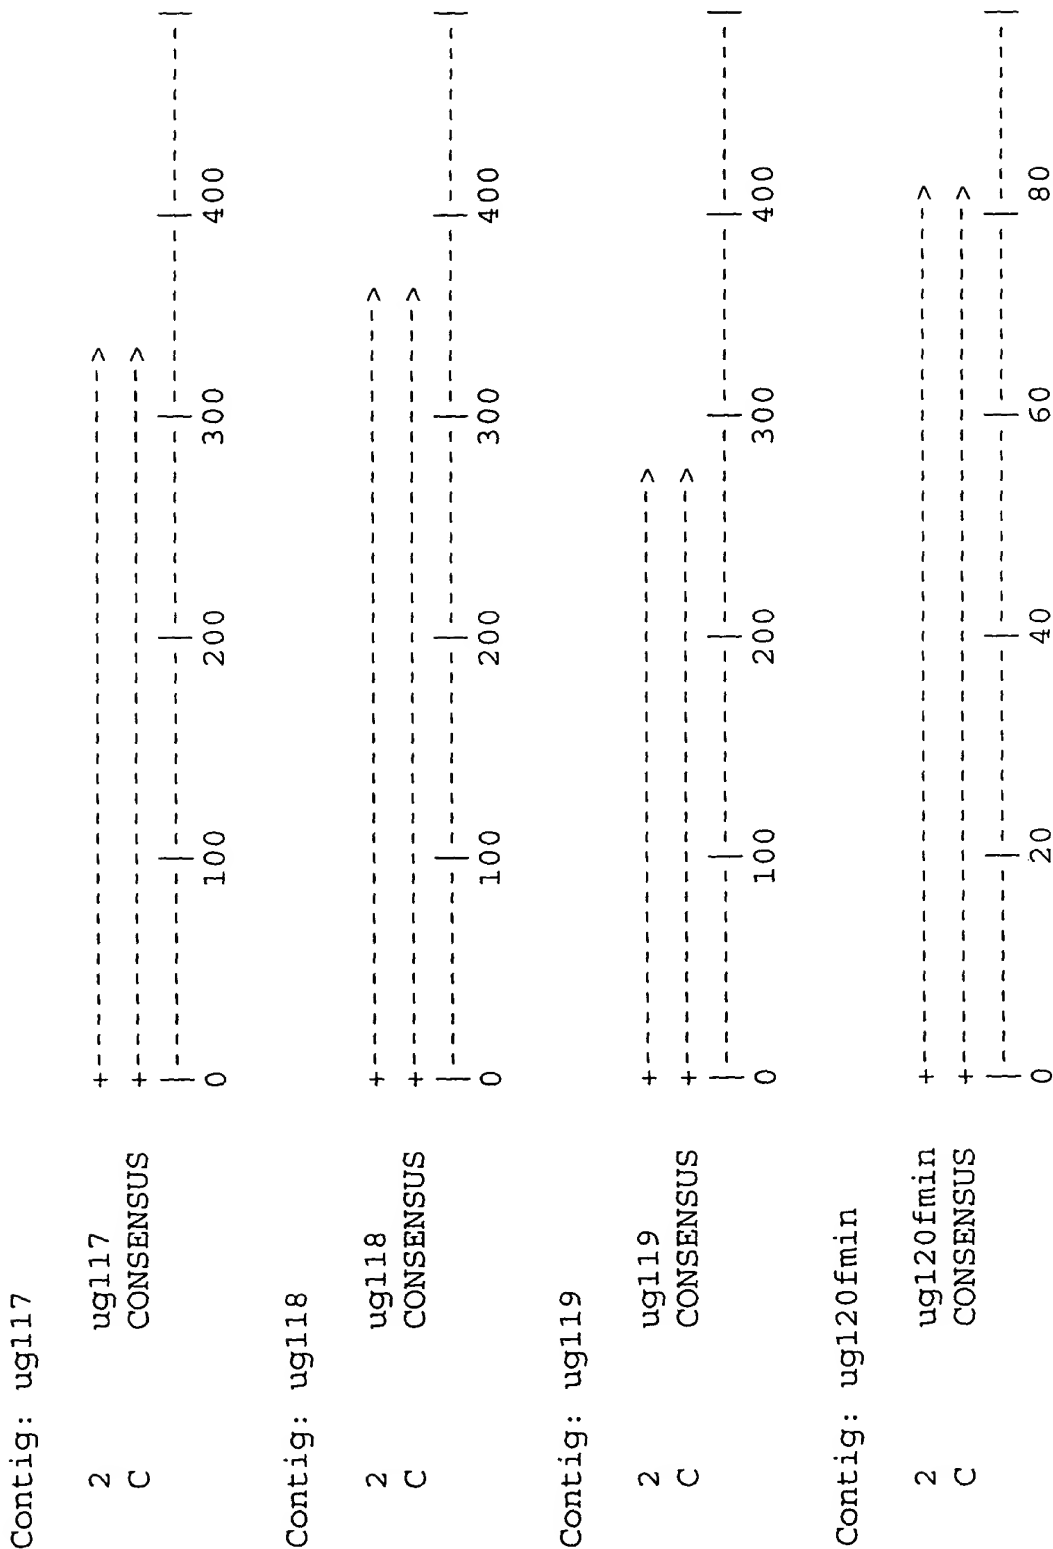 Contig: ug117
2 ug117 +-------------------------------->
C CONSENSUS +-------------------------------->
|---------|---------|---------|---------|---------|
0 100 200 300 400
Contig: ug118
2 ug118 +----------------------------------->
C CONSENSUS +----------------------------------->
|---------|---------|---------|---------|---------|
0 100 200 300 400
Contig: ug119
2 ug119 +--------------------------->
C CONSENSUS +--------------------------->
|---------|---------|---------|---------|---------|
0 100 200 300 400
Contig: ug120fmin
2 ug120fmin +---------------------------------------->
C CONSENSUS +---------------------------------------->
|---------|---------|---------|---------|---------|
0 20 40 60 80